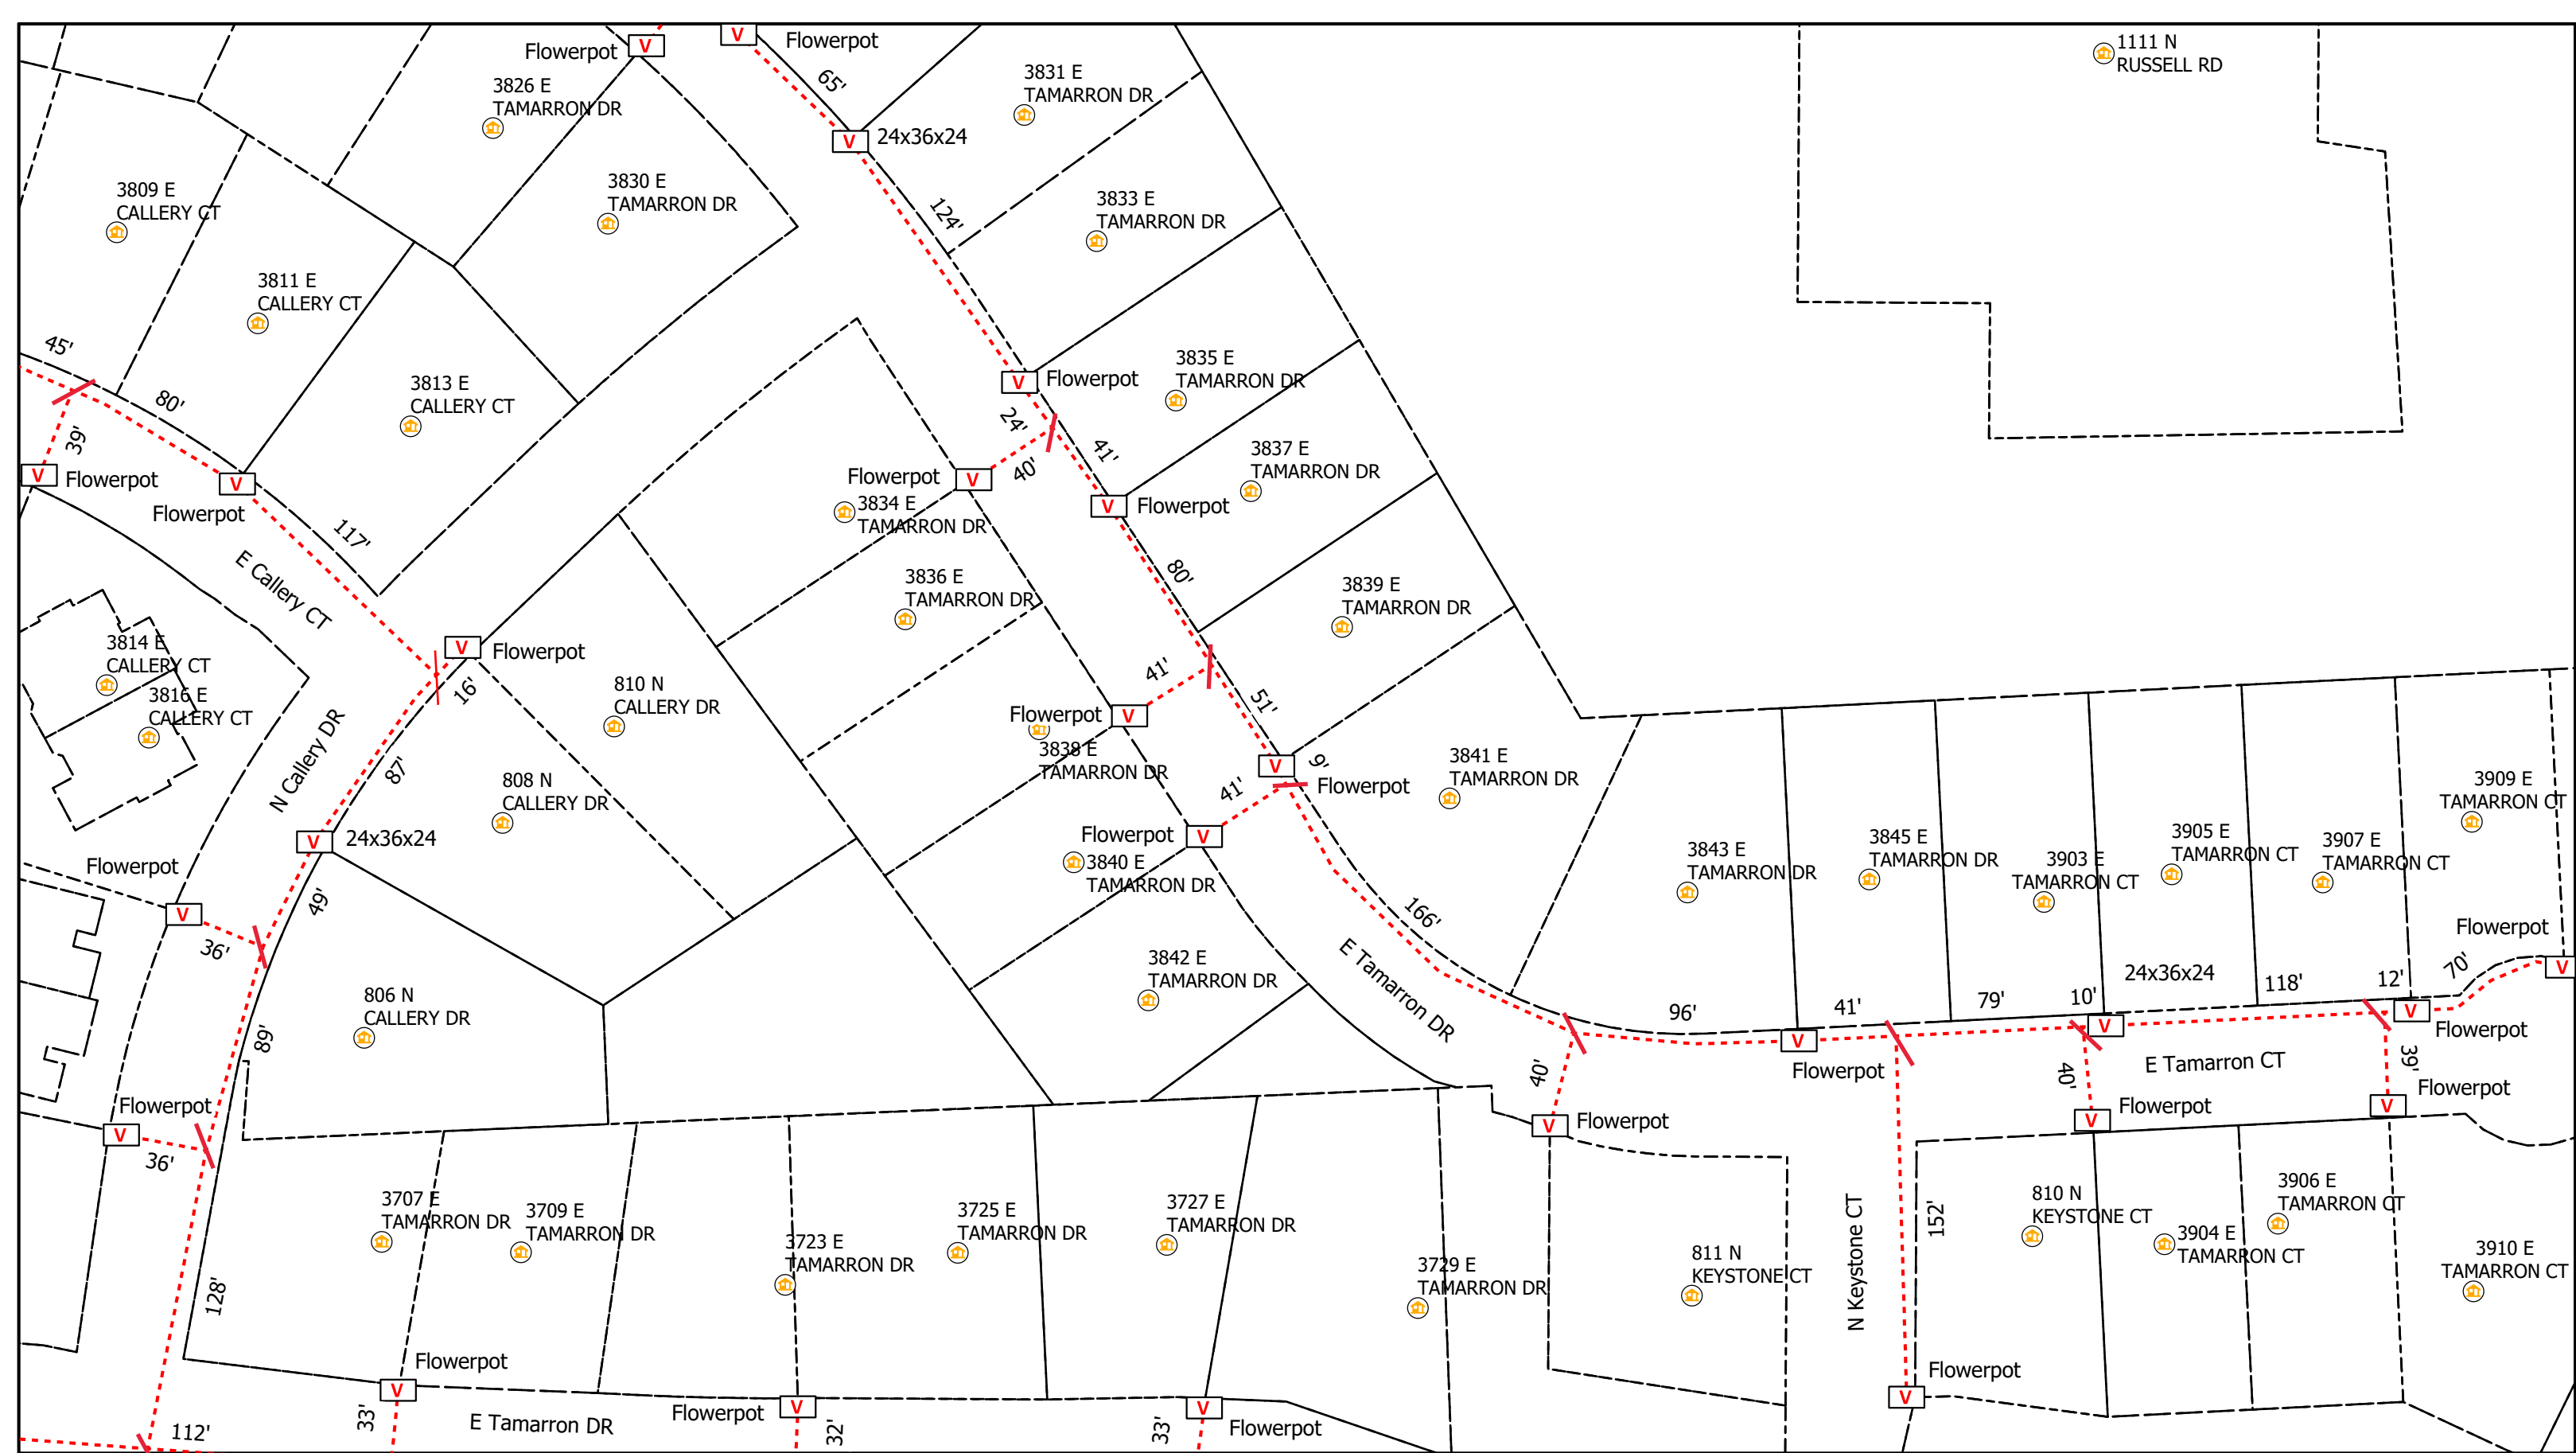 V
Flowerpot
V
Flowerpot
1111 N
RUSSELL RD
65'
3831 E
TAMARRON DR
3826 E
TAMARRON DR
V
24x36x24
3830 E
TAMARRON DR
3809 E
CALLERY CT
124'
3833 E
TAMARRON DR
3811 E
CALLERY CT
45'
80'
3813 E
CALLERY CT
V
Flowerpot
3835 E
TAMARRON DR
24'
41'
39'
V
Flowerpot
V
Flowerpot
Flowerpot
V
40'
3837 E
TAMARRON DR
V
Flowerpot
3834 E
TAMARRON DR
117'
E Callery CT
80'
3836 E
TAMARRON DR
3839 E
TAMARRON DR
3814 E
CALLERY CT
V
Flowerpot
16'
3816 E
CALLERY CT
810 N
CALLERY DR
41'
51'
Flowerpot
V
3838 E
TAMARRON DR
N Callery DR
87'
808 N
CALLERY DR
V
9'
Flowerpot
41'
3841 E
TAMARRON DR
3909 E
TAMARRON CT
V
24x36x24
Flowerpot
V
3840 E
TAMARRON DR
3843 E
TAMARRON DR
3845 E
TAMARRON DR
3903 E
TAMARRON CT
3905 E
TAMARRON CT
3907 E
TAMARRON CT
Flowerpot
V
49'
36'
166'
Flowerpot
V
3842 E
TAMARRON DR
E Tamarron DR
806 N
CALLERY DR
89'
96'
41'
79'
10'
24x36x24
118'
12'
70'
V
Flowerpot
V
V
Flowerpot
E Tamarron CT
40'
40'
39'
Flowerpot
V
36'
V
Flowerpot
V
Flowerpot
V
Flowerpot
3707 E
TAMARRON DR
3709 E
TAMARRON DR
3723 E
TAMARRON DR
3725 E
TAMARRON DR
3727 E
TAMARRON DR
3729 E
TAMARRON DR
811 N
KEYSTONE CT
N Keystone CT
152'
810 N
KEYSTONE CT
3904 E
TAMARRON CT
3906 E
TAMARRON CT
3910 E
TAMARRON CT
128'
Flowerpot
V
33'
E Tamarron DR
Flowerpot
V
32'
V
Flowerpot
33'
V
Flowerpot
112'